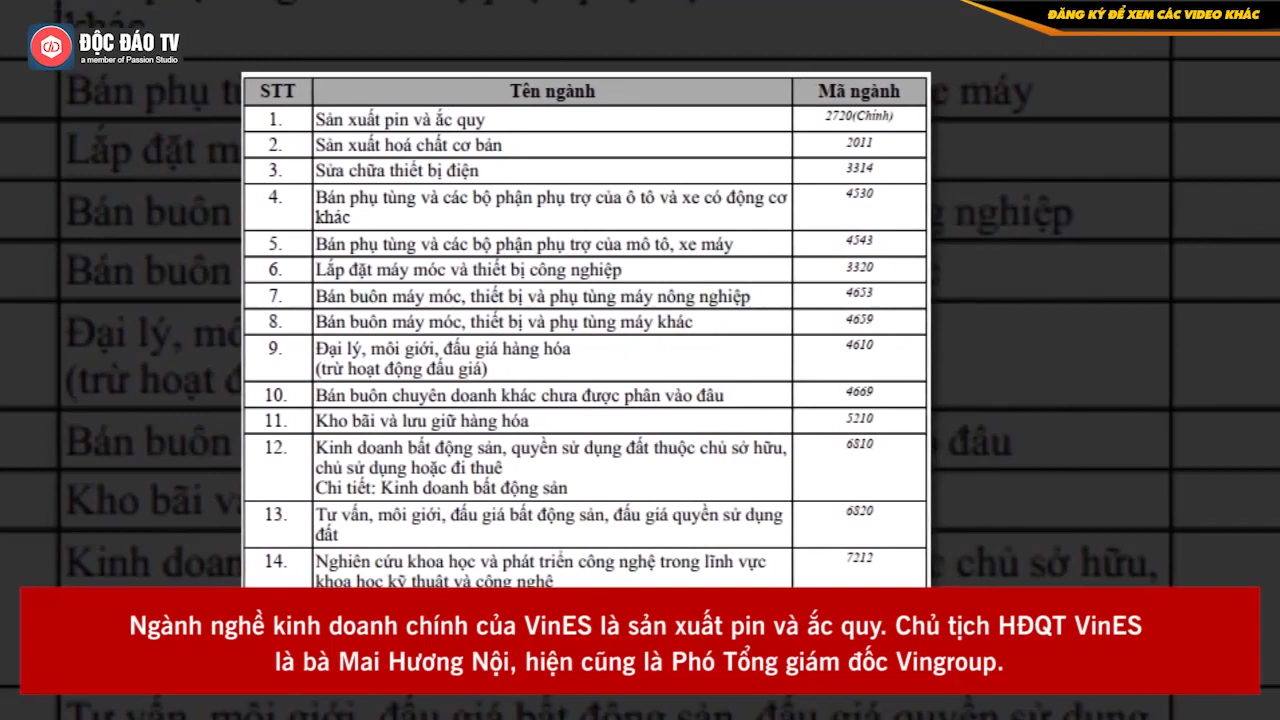 ĐĂNG KÝ ĐỂ XEM CÁC VIDEO KHÁC
ĐỘC ĐÁO TV
a member of Passion Studio
STT Tên ngành Mã ngành
1. Sản xuất pin và ắc quy 2720(Chính)
2. Sản xuất hoá chất cơ bản 2011
3. Sửa chữa thiết bị điện 3314
4. Bán phụ tùng và các bộ phận phụ trợ của ô tô và xe có động cơ 4530
khác
5. Bán phụ tùng và các bộ phận phụ trợ của mô tô, xe máy 4543
6. Lắp đặt máy móc và thiết bị công nghiệp 3320
7. Bán buôn máy móc, thiết bị và phụ tùng máy nông nghiệp 4653
8. Bán buôn máy móc, thiết bị và phụ tùng máy khác 4659
9. Đại lý, môi giới, đấu giá hàng hóa 4610
(trừ hoạt động đấu giá)
10. Bán buôn chuyên doanh khác chưa được phân vào đâu 4669
11. Kho bãi và lưu giữ hàng hóa 5210
12. Kinh doanh bất động sản, quyền sử dụng đất thuộc chủ sở hữu, 6810
chủ sử dụng hoặc đi thuê
Chi tiết: Kinh doanh bất động sản
13. Tư vấn, môi giới, đấu giá bất động sản, đấu giá quyền sử dụng 6820
đất
14. Nghiên cứu khoa học và phát triển công nghệ trong lĩnh vực 7212
khoa học kỹ thuật và công nghệ
Ngành nghề kinh doanh chính của VinES là sản xuất pin và ắc quy. Chủ tịch HĐQT VinES
là bà Mai Hương Nội, hiện cũng là Phó Tổng giám đốc Vingroup.